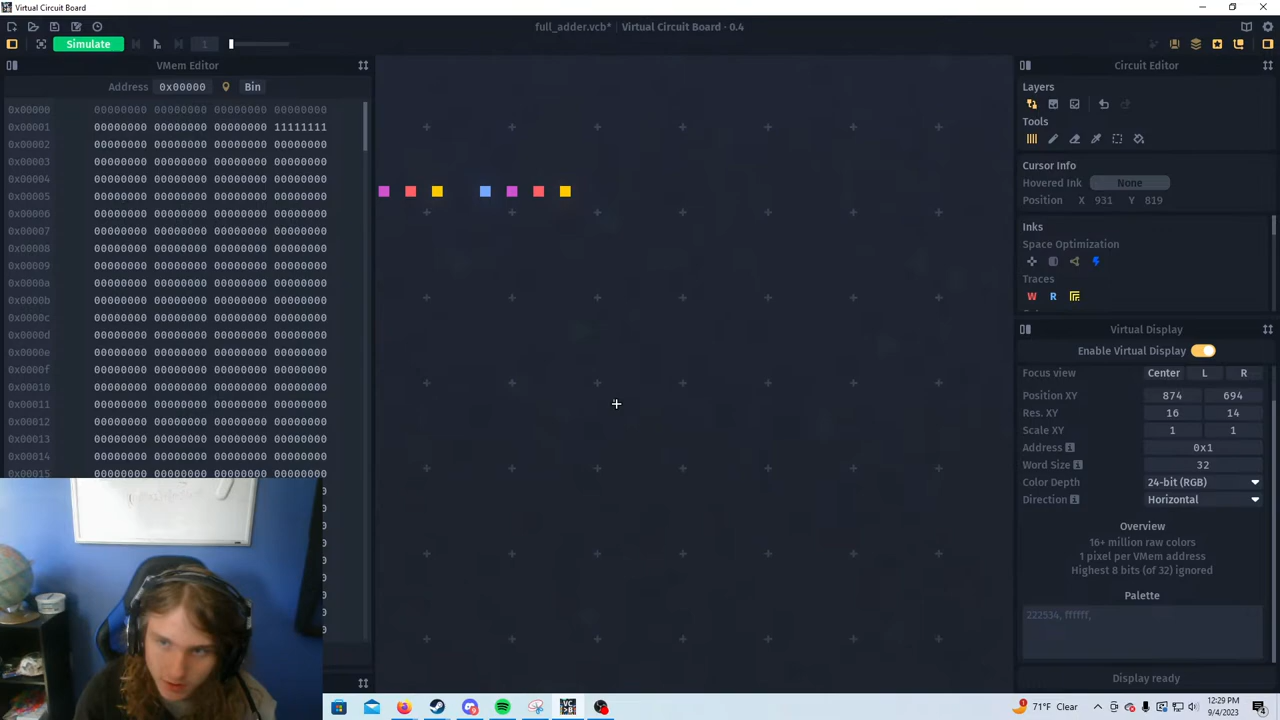 Virtual Circuit Board
full_adder.vcb* | Virtual Circuit Board - 0.4
Simulate
1
VMem Editor
Address 0x00000 Bin
0x00000 00000000 00000000 00000000 00000000
0x00001 00000000 00000000 00000000 11111111
0x00002 00000000 00000000 00000000 00000000
0x00003 00000000 00000000 00000000 00000000
0x00004 00000000 00000000 00000000 00000000
0x00005 00000000 00000000 00000000 00000000
0x00006 00000000 00000000 00000000 00000000
0x00007 00000000 00000000 00000000 00000000
0x00008 00000000 00000000 00000000 00000000
0x00009 00000000 00000000 00000000 00000000
0x0000a 00000000 00000000 00000000 00000000
0x0000b 00000000 00000000 00000000 00000000
0x0000c 00000000 00000000 00000000 00000000
0x0000d 00000000 00000000 00000000 00000000
0x0000e 00000000 00000000 00000000 00000000
0x0000f 00000000 00000000 00000000 00000000
0x00010 00000000 00000000 00000000 00000000
0x00011 00000000 00000000 00000000 00000000
0x00012 00000000 00000000 00000000 00000000
0x00013 00000000 00000000 00000000 00000000
0x00014 00000000 00000000 00000000 00000000
0x00015 00000000 00000000 00000000 00000000
Circuit Editor
Layers
Tools
Cursor Info
Hovered Ink None
Position X 931 Y 819
Inks
Space Optimization
Traces
W R
Virtual Display
Enable Virtual Display
Focus view Center L R
Position XY 874 694
Res. XY 16 14
Scale XY 1 1
Address 0x1
Word Size 32
Color Depth 24-bit (RGB)
Direction Horizontal
Overview
16+ million raw colors
1 pixel per VMem address
Highest 8 bits (of 32) ignored
Palette
222534, ffffff,
Display ready
71°F Clear
12:29 PM
9/4/2023